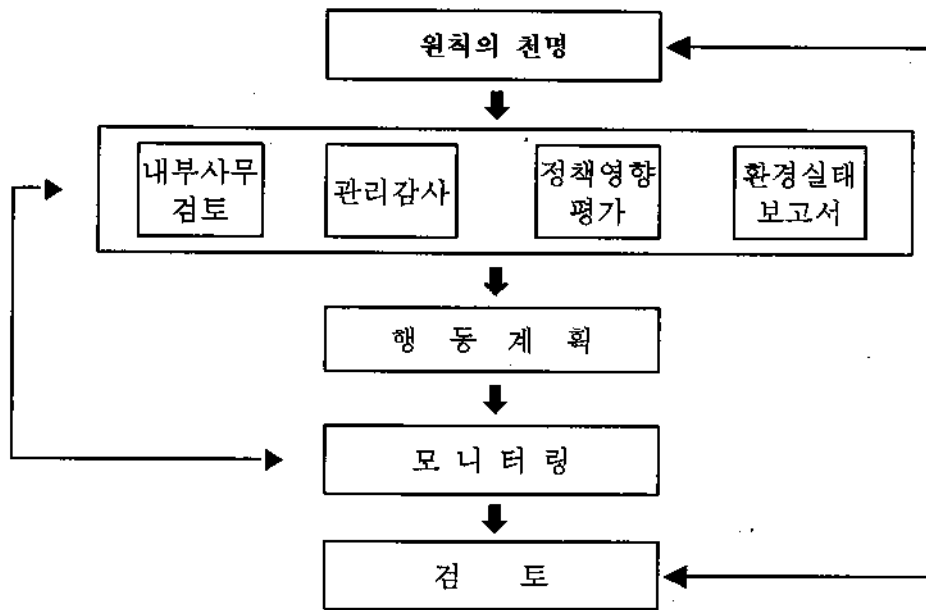 원칙의 천명
내부사무
검토
관리감사
정책영향
평가
환경실태
보고서
행 동 계 획
모 니 터 링
검 토